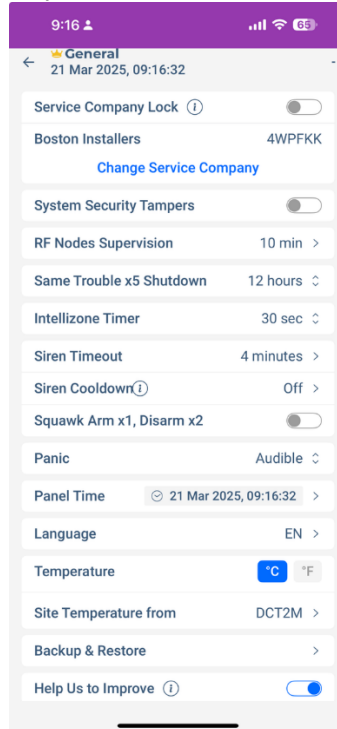 9:16
65
General
21 Mar 2025, 09:16:32
Service Company Lock i
Boston Installers 4WPFKK
Change Service Company
System Security Tampers
RF Nodes Supervision 10 min >
Same Trouble x5 Shutdown 12 hours
Intellizone Timer 30 sec
Siren Timeout 4 minutes >
Siren Cooldown i Off >
Squawk Arm x1, Disarm x2
Panic Audible
Panel Time 21 Mar 2025, 09:16:32 >
Language EN >
Temperature °C °F
Site Temperature from DCT2M >
Backup & Restore >
Help Us to Improve i